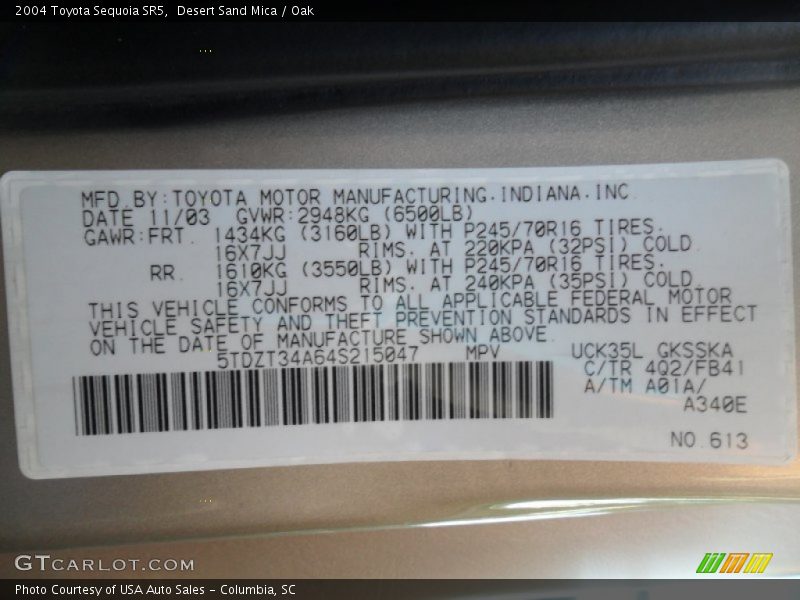 2004 Toyota Sequoia SR5,  Desert Sand Mica / Oak
MFD.BY:TOYOTA MOTOR MANUFACTURING.INDIANA.INC.
DATE 11/03  GVWR:2948KG (6500LB)
GAWR:FRT. 1434KG (3160LB) WITH P245/70R16 TIRES.
16X7JJ RIMS. AT 220KPA (32PSI) COLD.
RR. 1610KG (3550LB) WITH P245/70R16 TIRES.
16X7JJ RIMS. AT 240KPA (35PSI) COLD.
THIS VEHICLE CONFORMS TO ALL APPLICABLE FEDERAL MOTOR
VEHICLE SAFETY AND THEFT PREVENTION STANDARDS IN EFFECT
ON THE DATE OF MANUFACTURE SHOWN ABOVE.
5TDZT34A64S215047 MPV UCK35L GKSSKA
C/TR 4Q2/FB41
A/TM A01A/
A340E
NO.613
GTCARLOT.COM
Photo Courtesy of USA Auto Sales - Columbia, SC